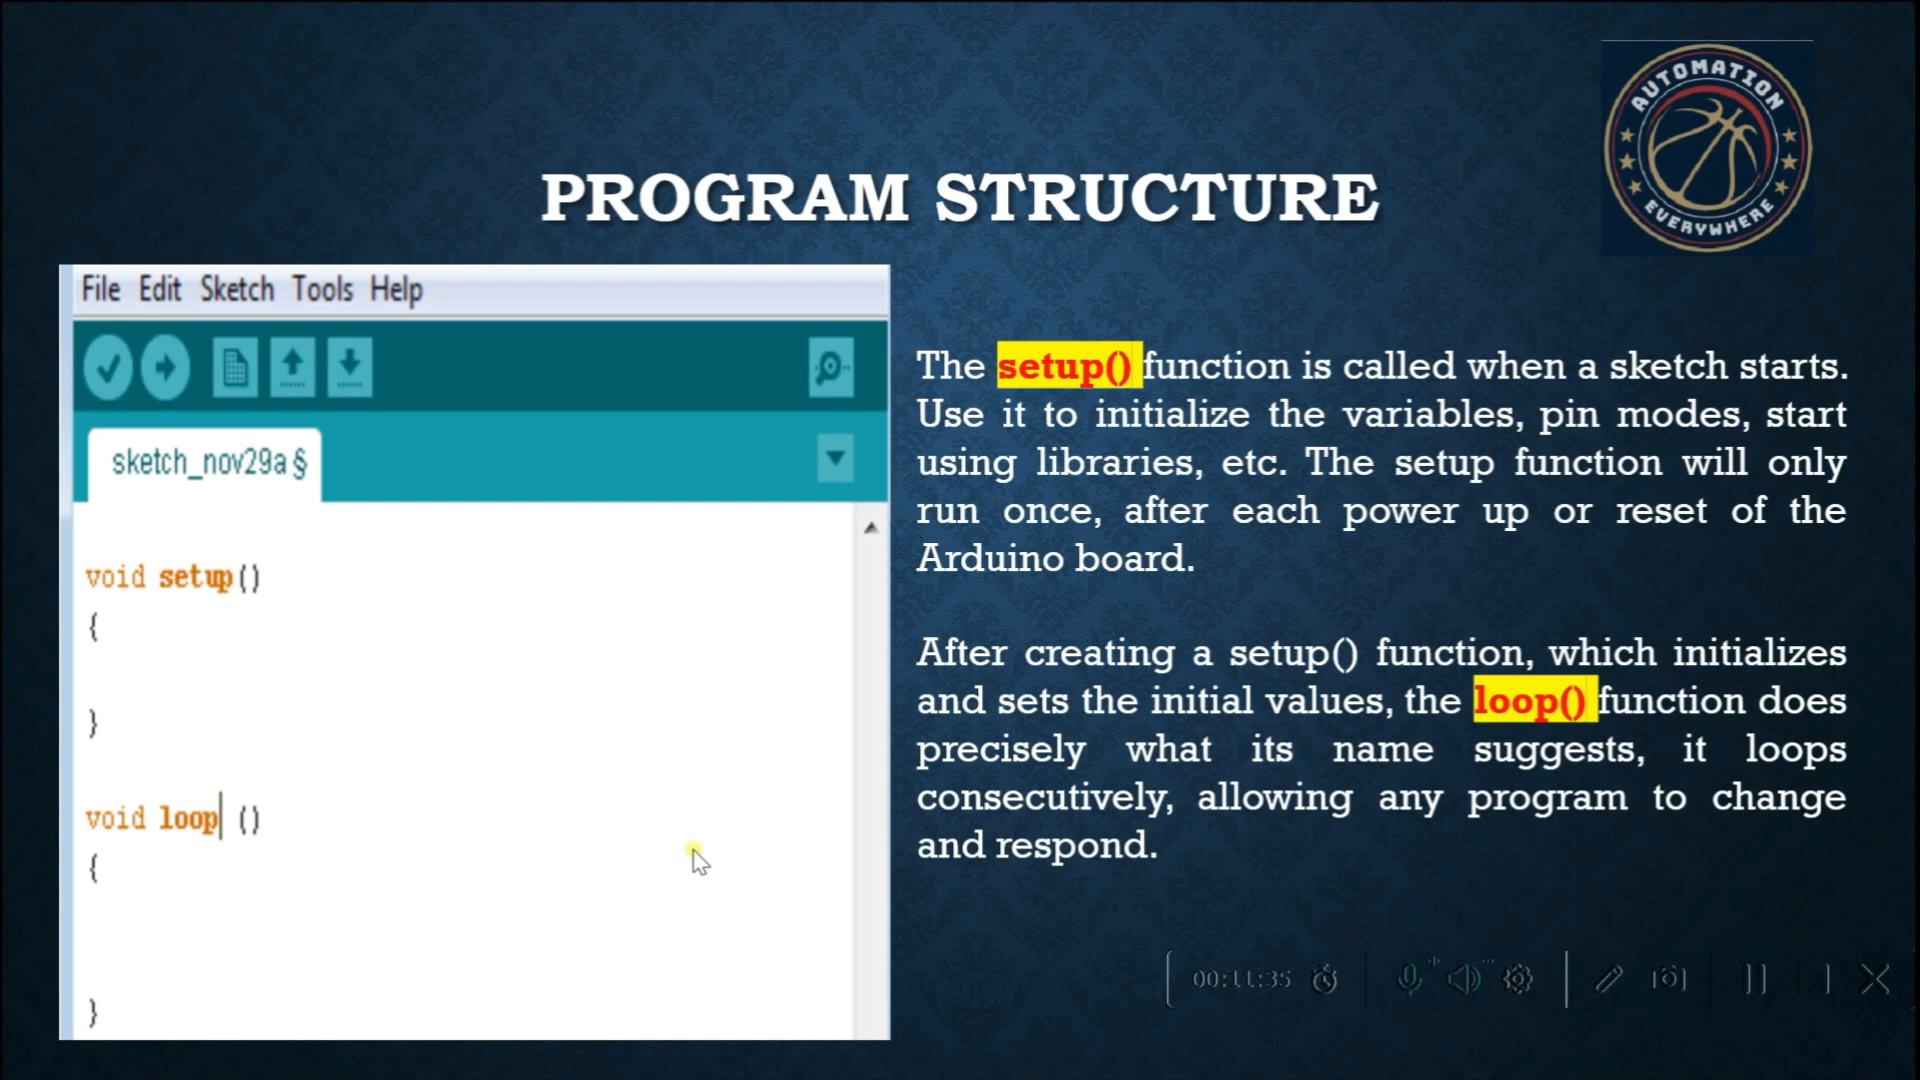 AUTOMATION
EVERYWHERE
PROGRAM STRUCTURE
File Edit Sketch Tools Help
sketch_nov29a §
void setup()
{
}
void loop ()
{
}
The setup() function is called when a sketch starts.
Use it to initialize the variables, pin modes, start
using libraries, etc. The setup function will only
run once, after each power up or reset of the
Arduino board.
After creating a setup() function, which initializes
and sets the initial values, the loop() function does
precisely what its name suggests, it loops
consecutively, allowing any program to change
and respond.
00:11:35